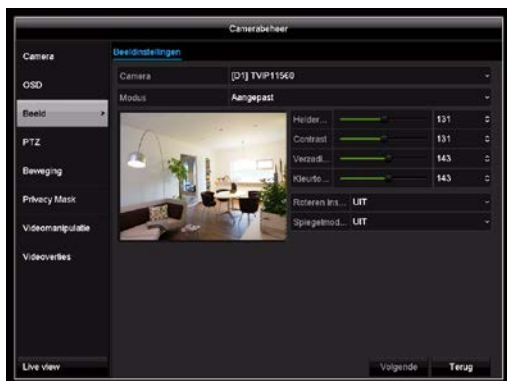 Camerabeheer
Camera
OSD
Beeld
PTZ
Beweging
Privacy Mask
Videomanipulatie
Videoverlies
Live view
Beeldinstellingen
Camera [D1] TVIP11560
Modus Aangepast
Helder... 131
Contrast 131
Verzadi... 143
Kleurto... 143
Roteren ins... UIT
Spiegelmod... UIT
Volgende Terug